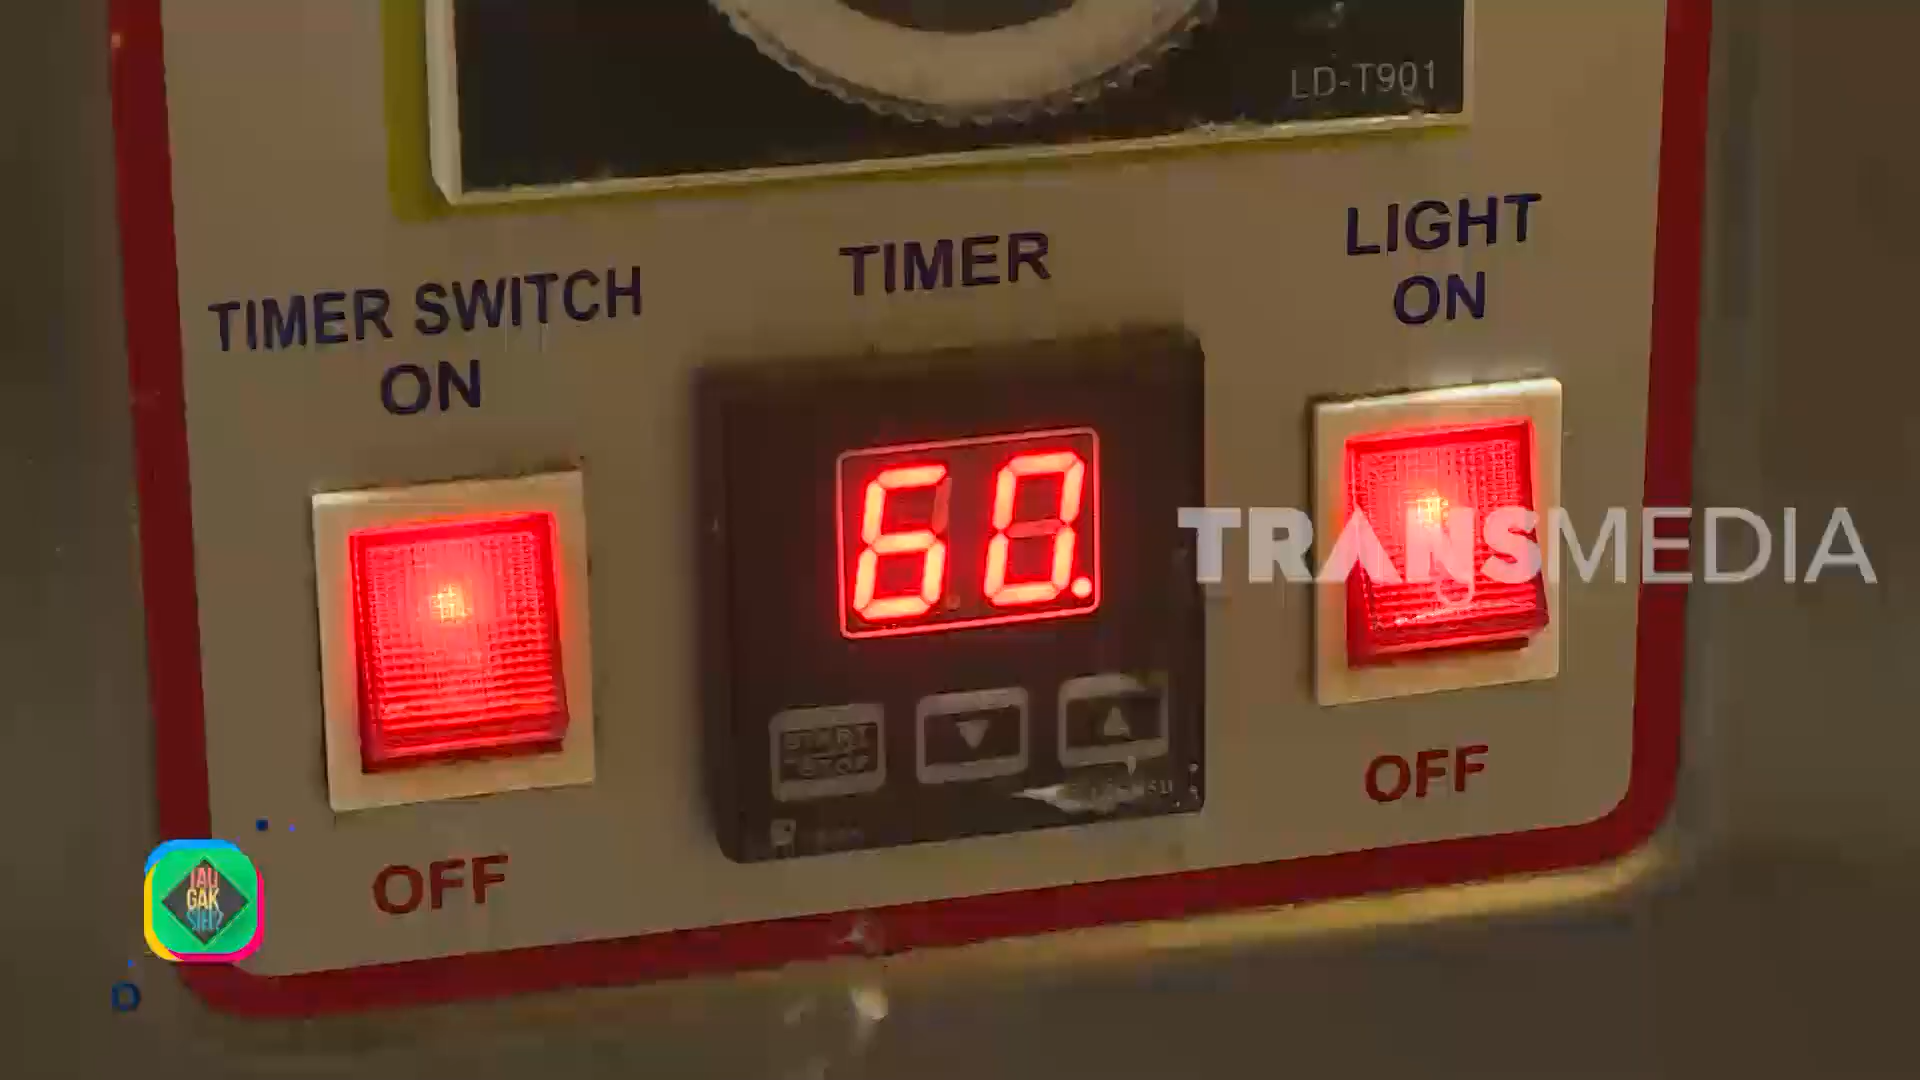 LD-T901
TIMER SWITCH
ON
TIMER
LIGHT
ON
60.
TRANSMEDIA
START
STOP
OFF
OFF
TAU
GAK
SIH?